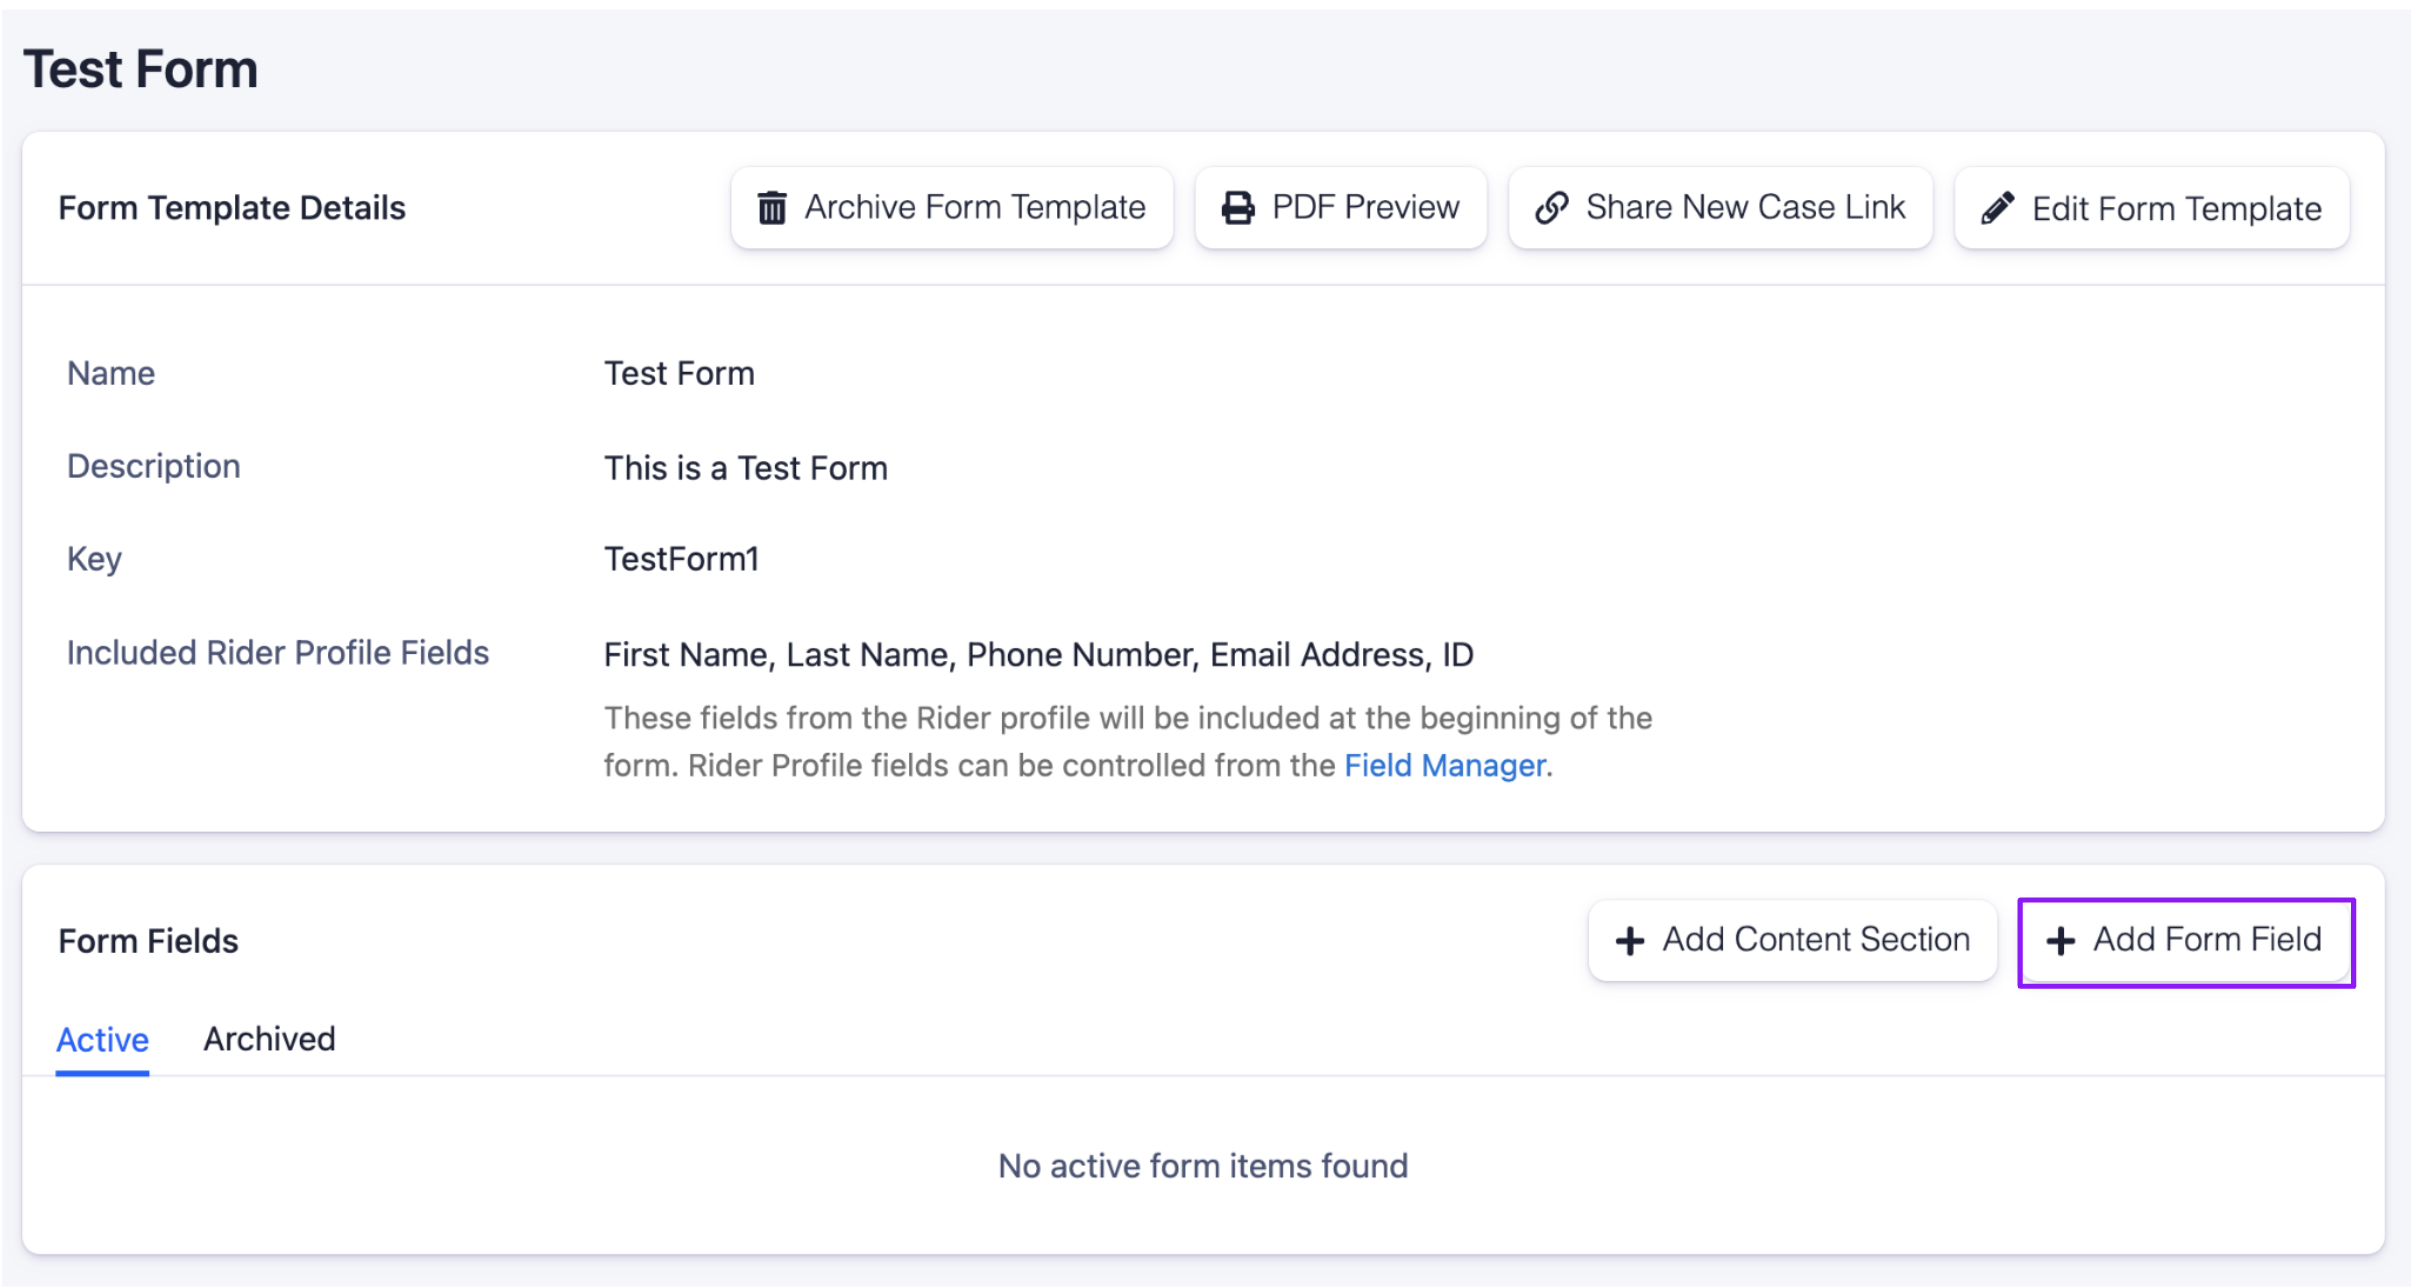 Test Form
Form Template Details
Archive Form Template
PDF Preview
Share New Case Link
Edit Form Template
Name
Test Form
Description
This is a Test Form
Key
TestForm1
Included Rider Profile Fields
First Name, Last Name, Phone Number, Email Address, ID
These fields from the Rider profile will be included at the beginning of the
form. Rider Profile fields can be controlled from the Field Manager.
Form Fields
+ Add Content Section
+ Add Form Field
Active
Archived
No active form items found